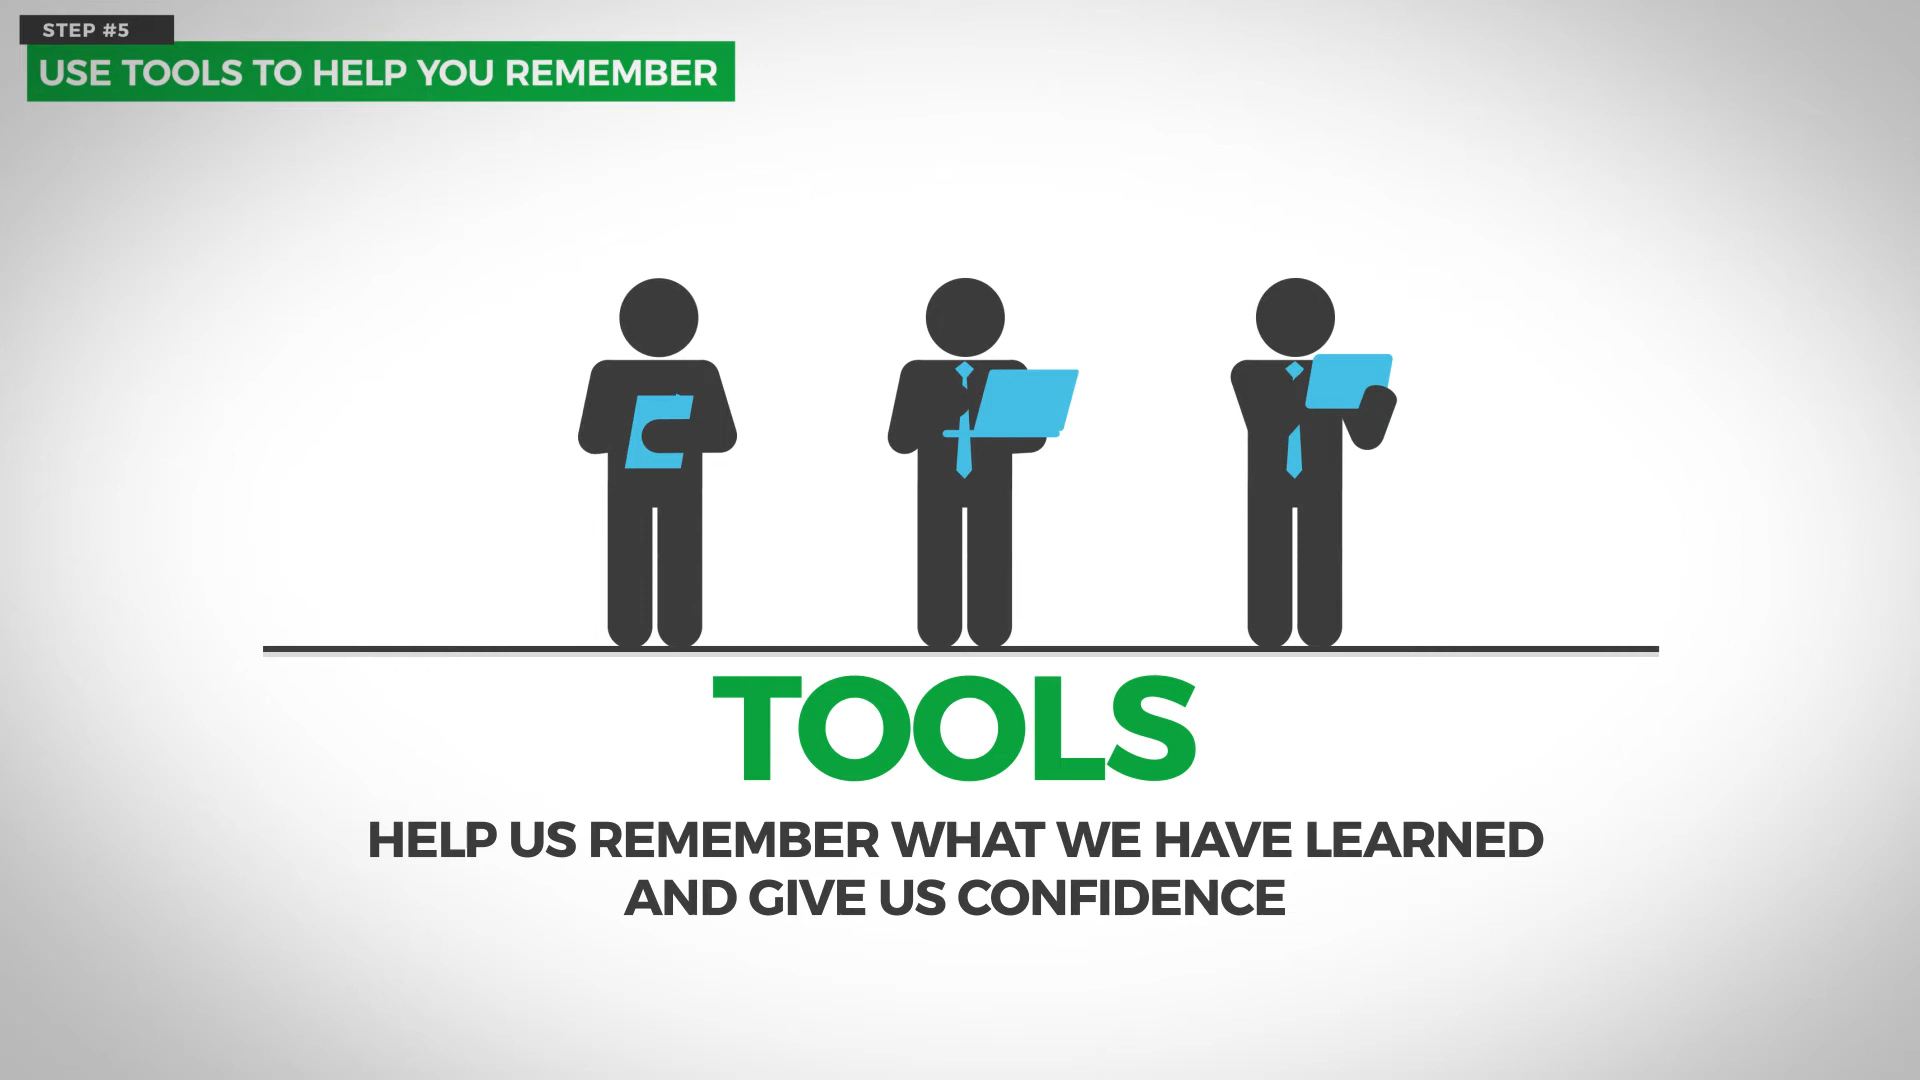 STEP #5
USE TOOLS TO HELP YOU REMEMBER
TOOLS
HELP US REMEMBER WHAT WE HAVE LEARNED
AND GIVE US CONFIDENCE